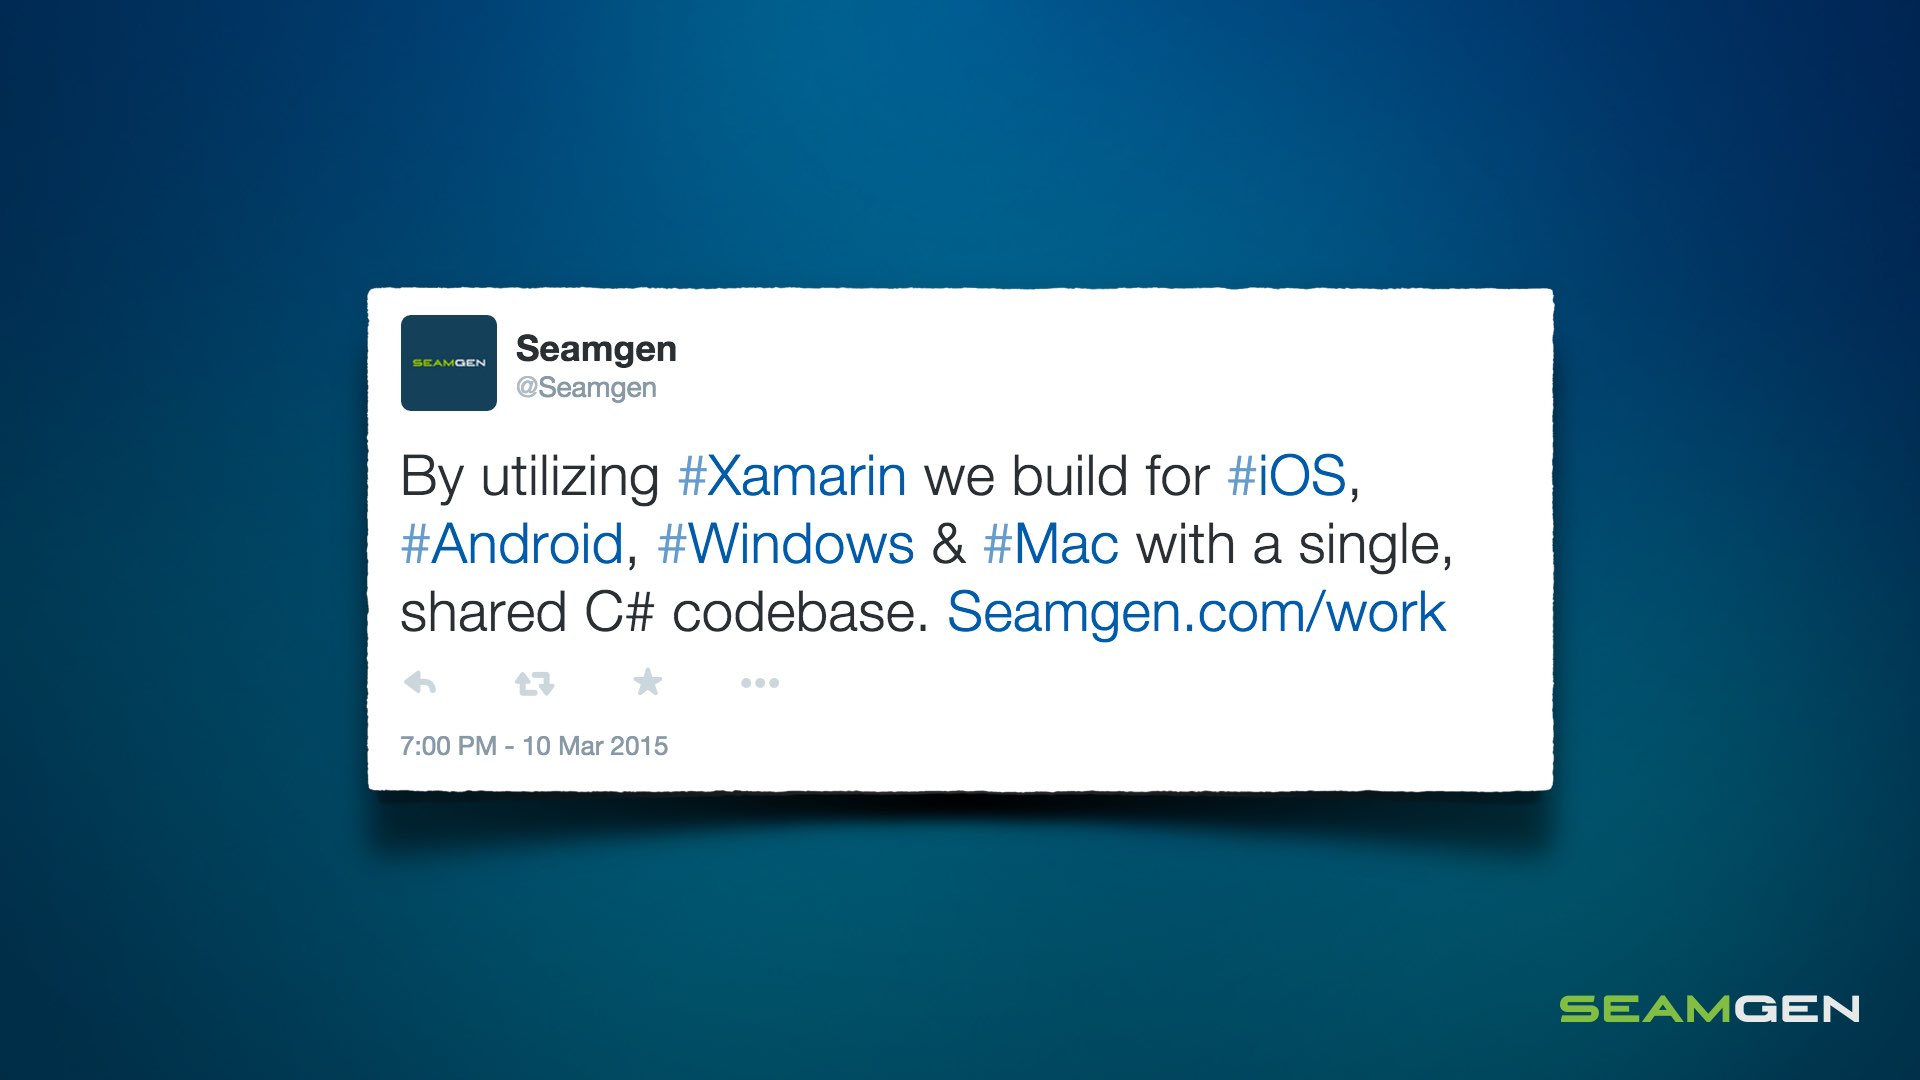 SEAMGEN
Seamgen
@Seamgen
By utilizing #Xamarin we build for #iOS,
#Android, #Windows & #Mac with a single,
shared C# codebase. Seamgen.com/work
7:00 PM - 10 Mar 2015
SEAMGEN